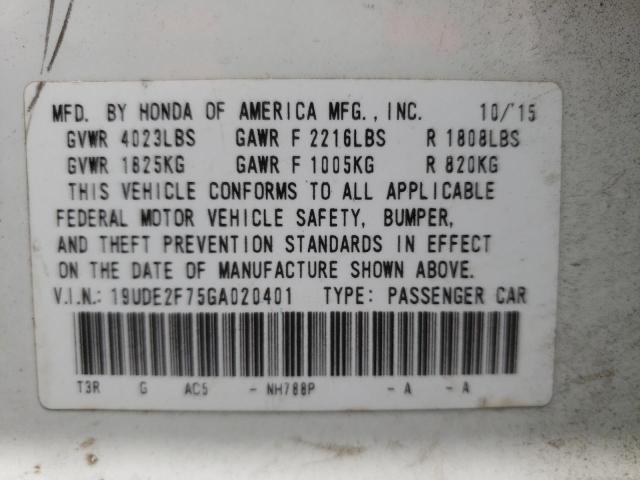 MFD. BY HONDA OF AMERICA MFG., INC. 10/'15
GVWR 4023LBS GAWR F 2216LBS R 1808LBS
GVWR 1825KG GAWR F 1005KG R 820KG
THIS VEHICLE CONFORMS TO ALL APPLICABLE
FEDERAL MOTOR VEHICLE SAFETY, BUMPER,
AND THEFT PREVENTION STANDARDS IN EFFECT
ON THE DATE OF MANUFACTURE SHOWN ABOVE.
V.I.N.: 19UDE2F75GA020401 TYPE: PASSENGER CAR
T3R G AC5 - NH788P - A - A